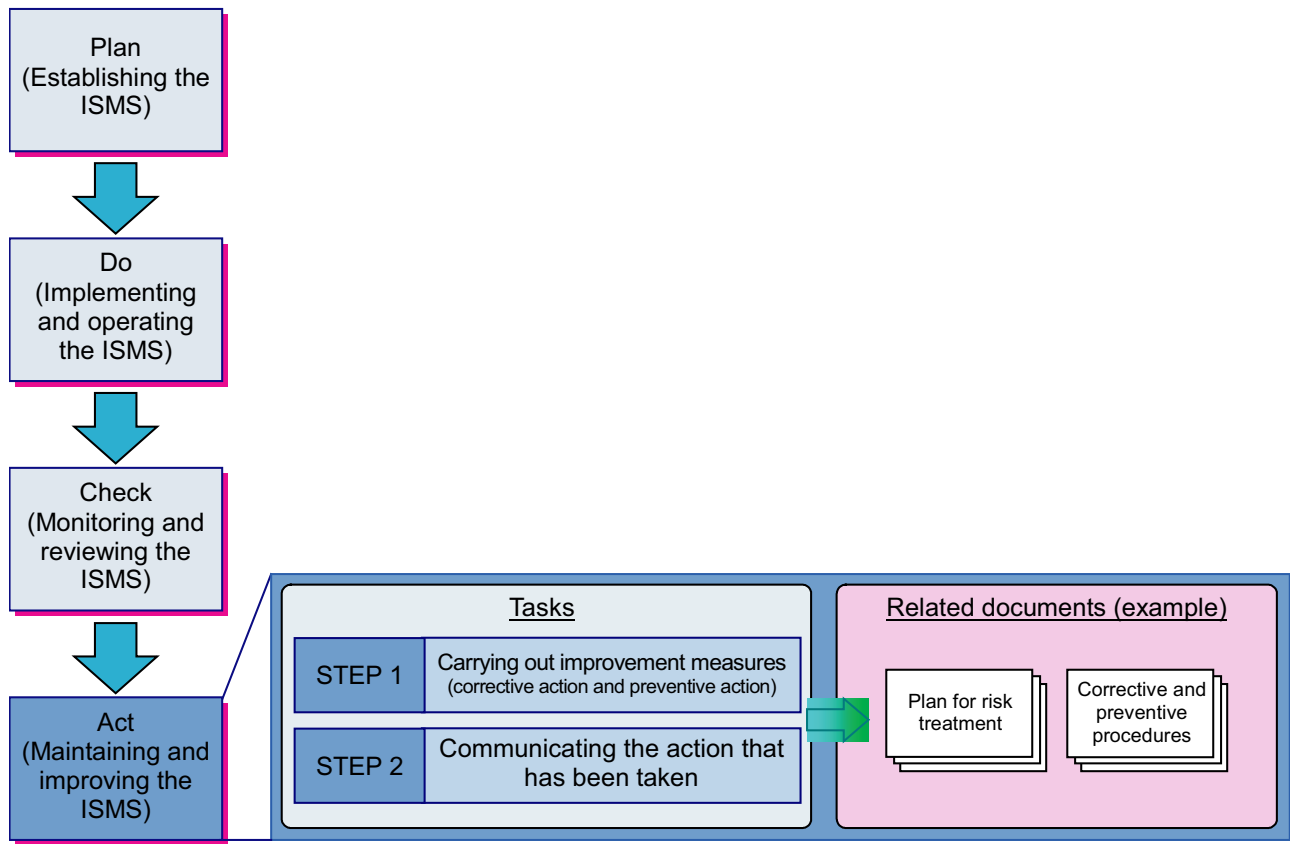 Plan
(Establishing the
ISMS)
Do
(Implementing
and operating
the ISMS)
Check
(Monitoring and
reviewing the
ISMS)
Act
(Maintaining and
improving the
ISMS)
Tasks
STEP 1
Carrying out improvement measures
(corrective action and preventive action)
STEP 2
Communicating the action that
has been taken
Related documents (example)
Plan for risk
treatment
Corrective and
preventive
procedures